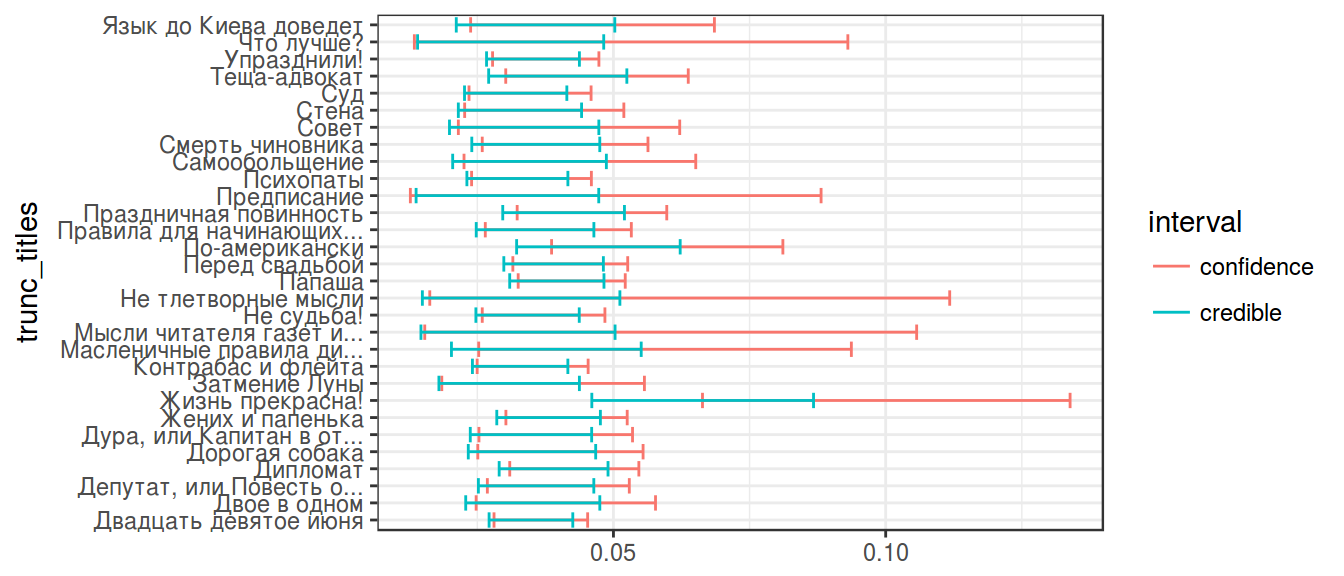 Язык до Киева доведет
Что лучше?
Упразднили!
Теща-адвокат
Суд
Стена
Совет
Смерть чиновника
Самообольщение
Психопаты
Предписание
Праздничная повинность
Правила для начинающих...
По-американски
Перед свадьбой
Папаша
Не тлетворные мысли
Не судьба!
Мысли читателя газет и...
Масленичные правила ди...
Контрабас и флейта
Затмение Луны
Жизнь прекрасна!
Жених и папенька
Дура, или Капитан в от...
Дорогая собака
Дипломат
Депутат, или Повесть о...
Двое в одном
Двадцать девятое июня
trunc_titles
0.05 0.10
interval
confidence
credible